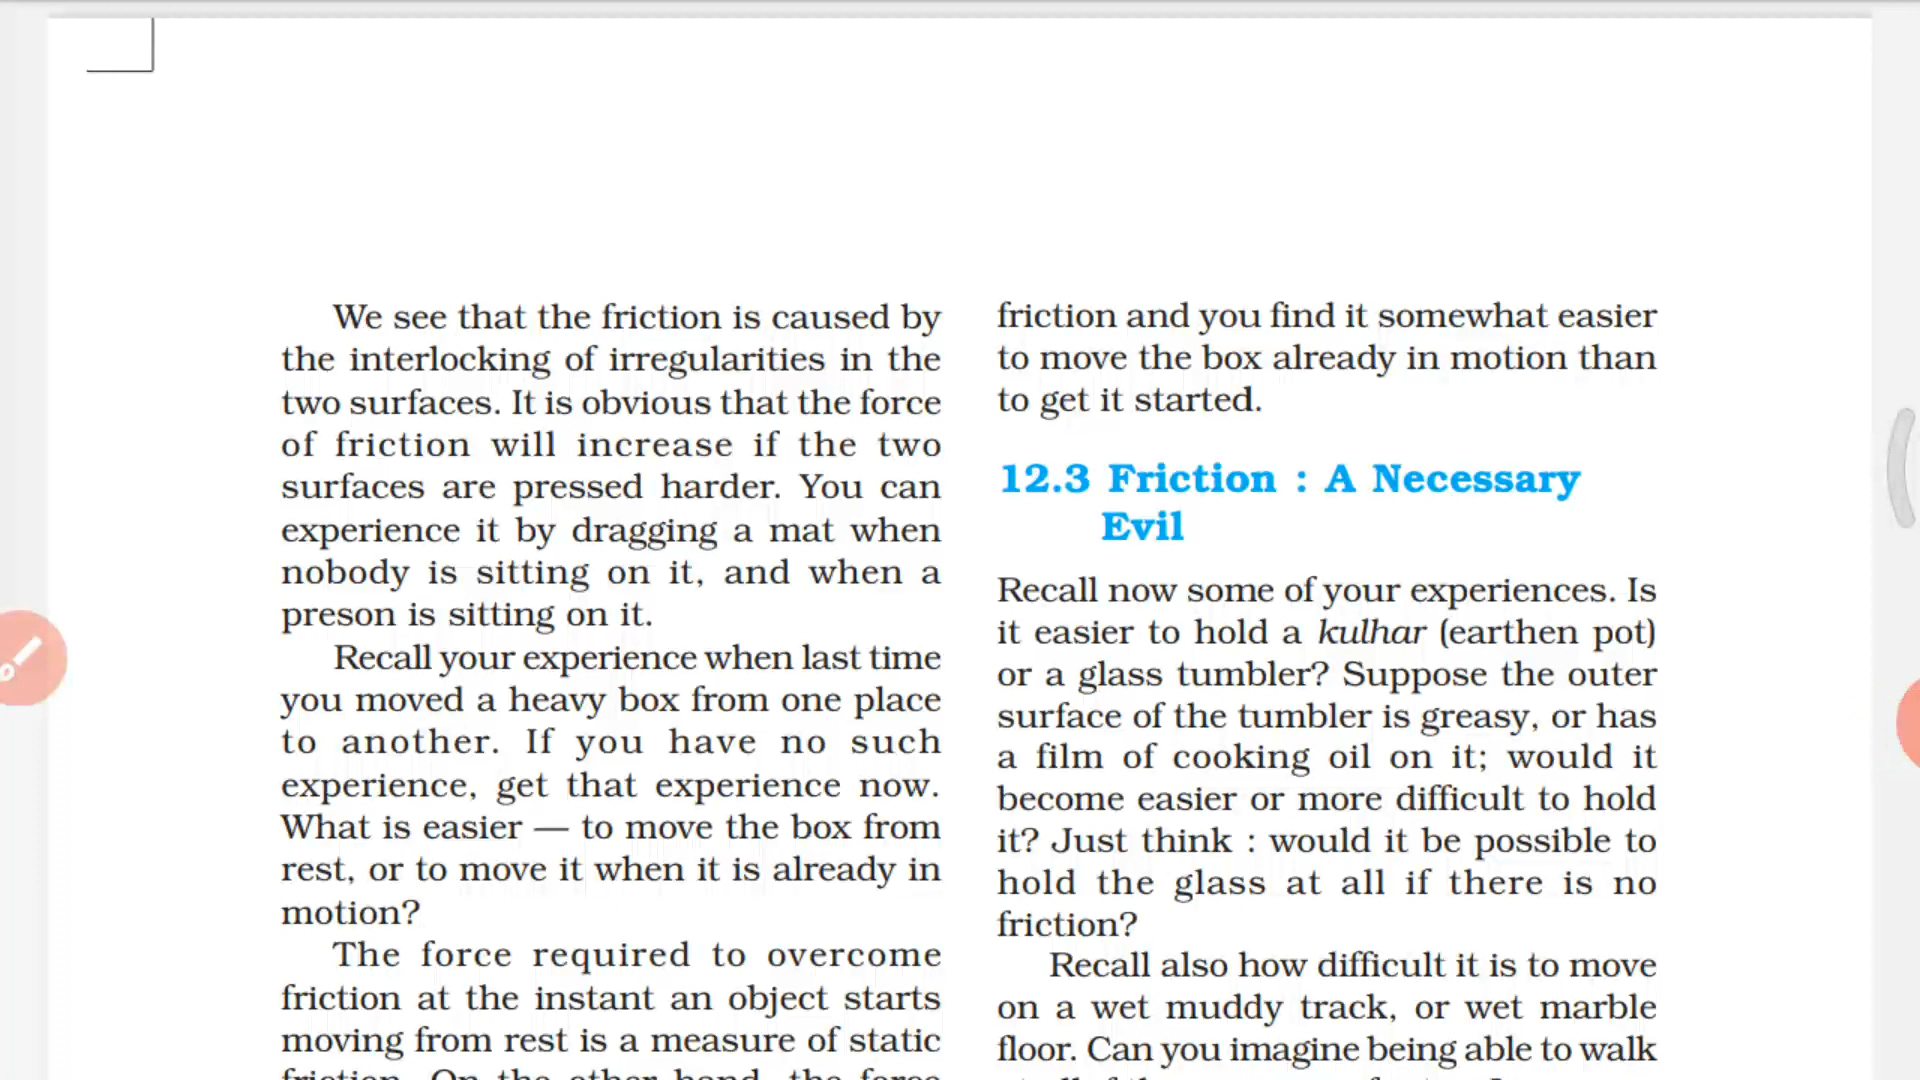 We see that the friction is caused by
the interlocking of irregularities in the
two surfaces. It is obvious that the force
of friction will increase if the two
surfaces are pressed harder. You can
experience it by dragging a mat when
nobody is sitting on it, and when a
preson is sitting on it.
Recall your experience when last time
you moved a heavy box from one place
to another. If you have no such
experience, get that experience now.
What is easier — to move the box from
rest, or to move it when it is already in
motion?
The force required to overcome
friction at the instant an object starts
moving from rest is a measure of static
friction. On the other hand, the force
friction and you find it somewhat easier
to move the box already in motion than
to get it started.
12.3 Friction : A Necessary
Evil
Recall now some of your experiences. Is
it easier to hold a kulhar (earthen pot)
or a glass tumbler? Suppose the outer
surface of the tumbler is greasy, or has
a film of cooking oil on it; would it
become easier or more difficult to hold
it? Just think : would it be possible to
hold the glass at all if there is no
friction?
Recall also how difficult it is to move
on a wet muddy track, or wet marble
floor. Can you imagine being able to walk